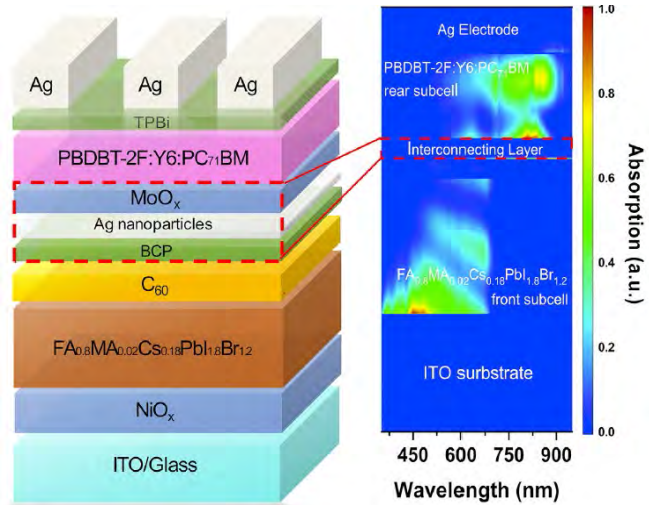 Ag
Ag
Ag
TPBi
PBDBT-2F:Y6:PC71BM
MoOx
Ag nanoparticles
BCP
C60
FA0.8MA0.02Cs0.18PbI1.8Br1.2
NiOx
ITO/Glass
Ag Electrode
PBDBT-2F:Y6:PC71BM
rear subcell
Interconnecting Layer
FA0.8MA0.02Cs0.18PbI1.8Br1.2
front subcell
ITO surbstrate
450 600 750 900
Wavelength (nm)
1.0
0.8
0.6
0.4
0.2
0.0
Absorption (a.u.)